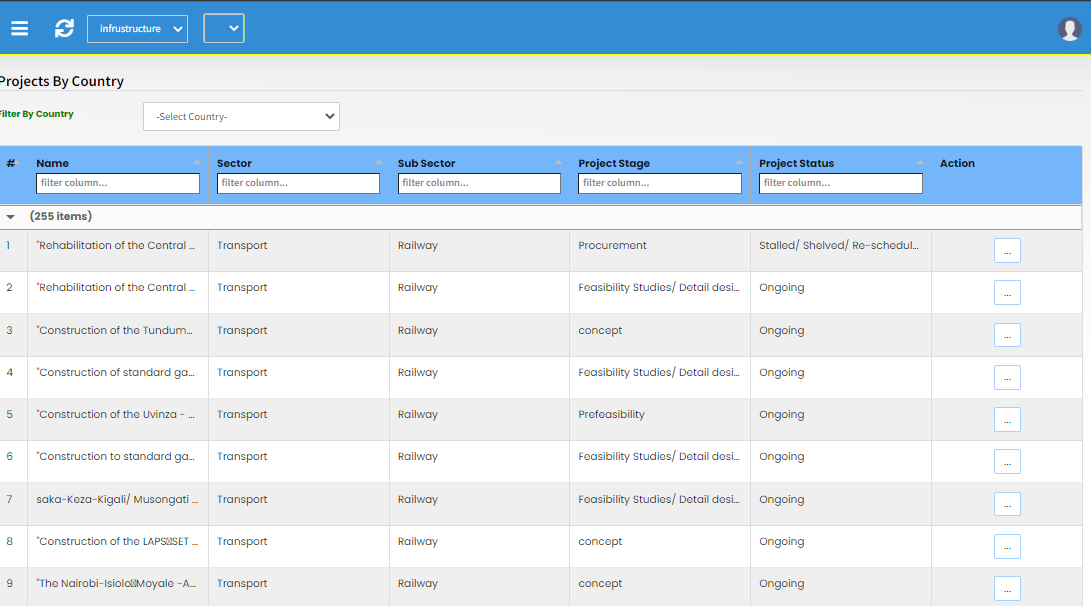 infrustructure
Projects By Country
Filter By Country -Select Country-
# Name Sector Sub Sector Project Stage Project Status Action
filter column... filter column... filter column... filter column... filter column...
(255 items)
1 "Rehabilitation of the Central ... Transport Railway Procurement Stalled/ Shelved/ Re-schedul... ...
2 "Rehabilitation of the Central ... Transport Railway Feasibility Studies/ Detail desi... Ongoing ...
3 "Construction of the Tundum... Transport Railway concept Ongoing ...
4 "Construction of standard ga... Transport Railway Feasibility Studies/ Detail desi... Ongoing ...
5 "Construction of the Uvinza - ... Transport Railway Prefeasibility Ongoing ...
6 "Construction to standard ga... Transport Railway Feasibility Studies/ Detail desi... Ongoing ...
7 saka-Keza-Kigali/ Musongati ... Transport Railway Feasibility Studies/ Detail desi... Ongoing ...
8 "Construction of the LAPS▯SET ... Transport Railway concept Ongoing ...
9 "The Nairobi-Isiolo▯Moyale -A... Transport Railway concept Ongoing ...